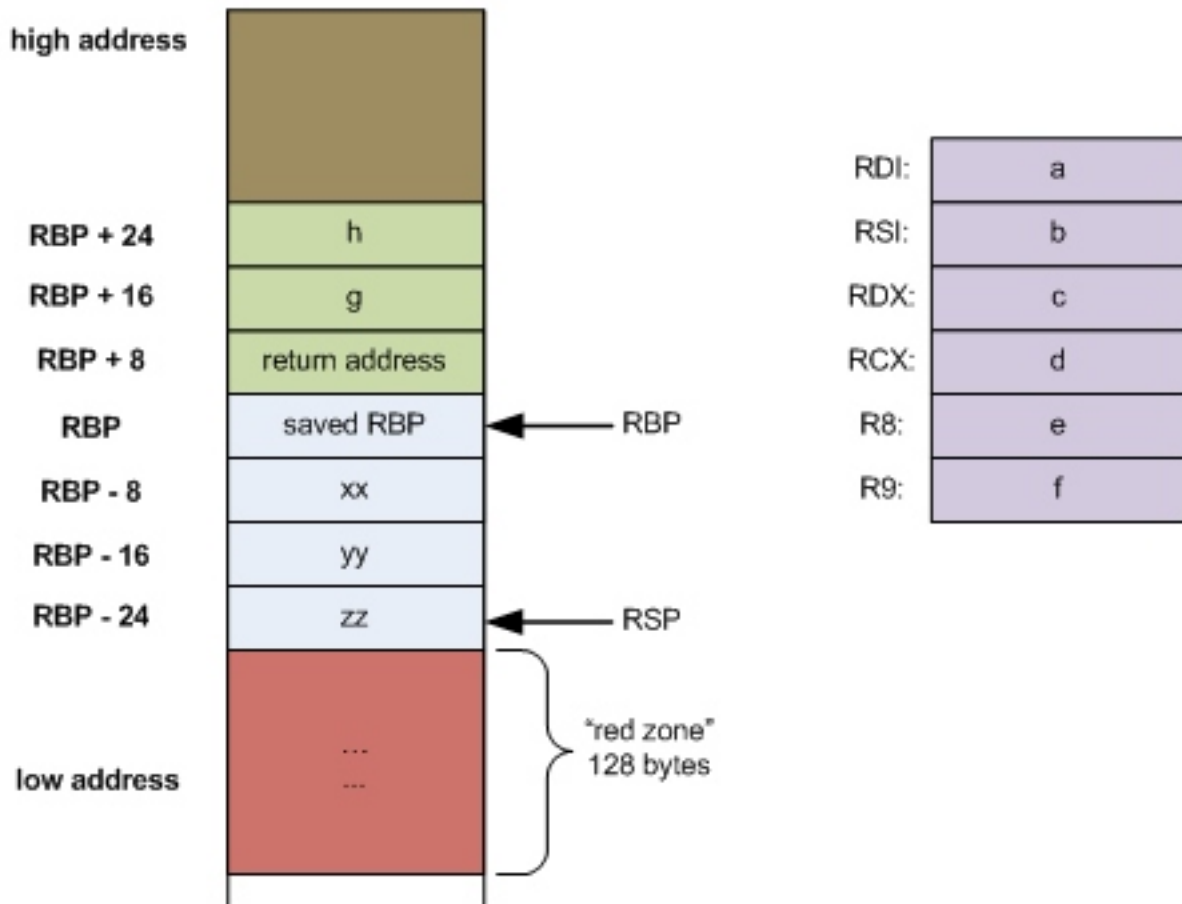 high address
RBP + 24 h
RBP + 16 g
RBP + 8 return address
RBP saved RBP RBP
RBP - 8 xx
RBP - 16 yy
RBP - 24 zz RSP
...
...
low address
“red zone”
128 bytes
RDI: a
RSI: b
RDX: c
RCX: d
R8: e
R9: f